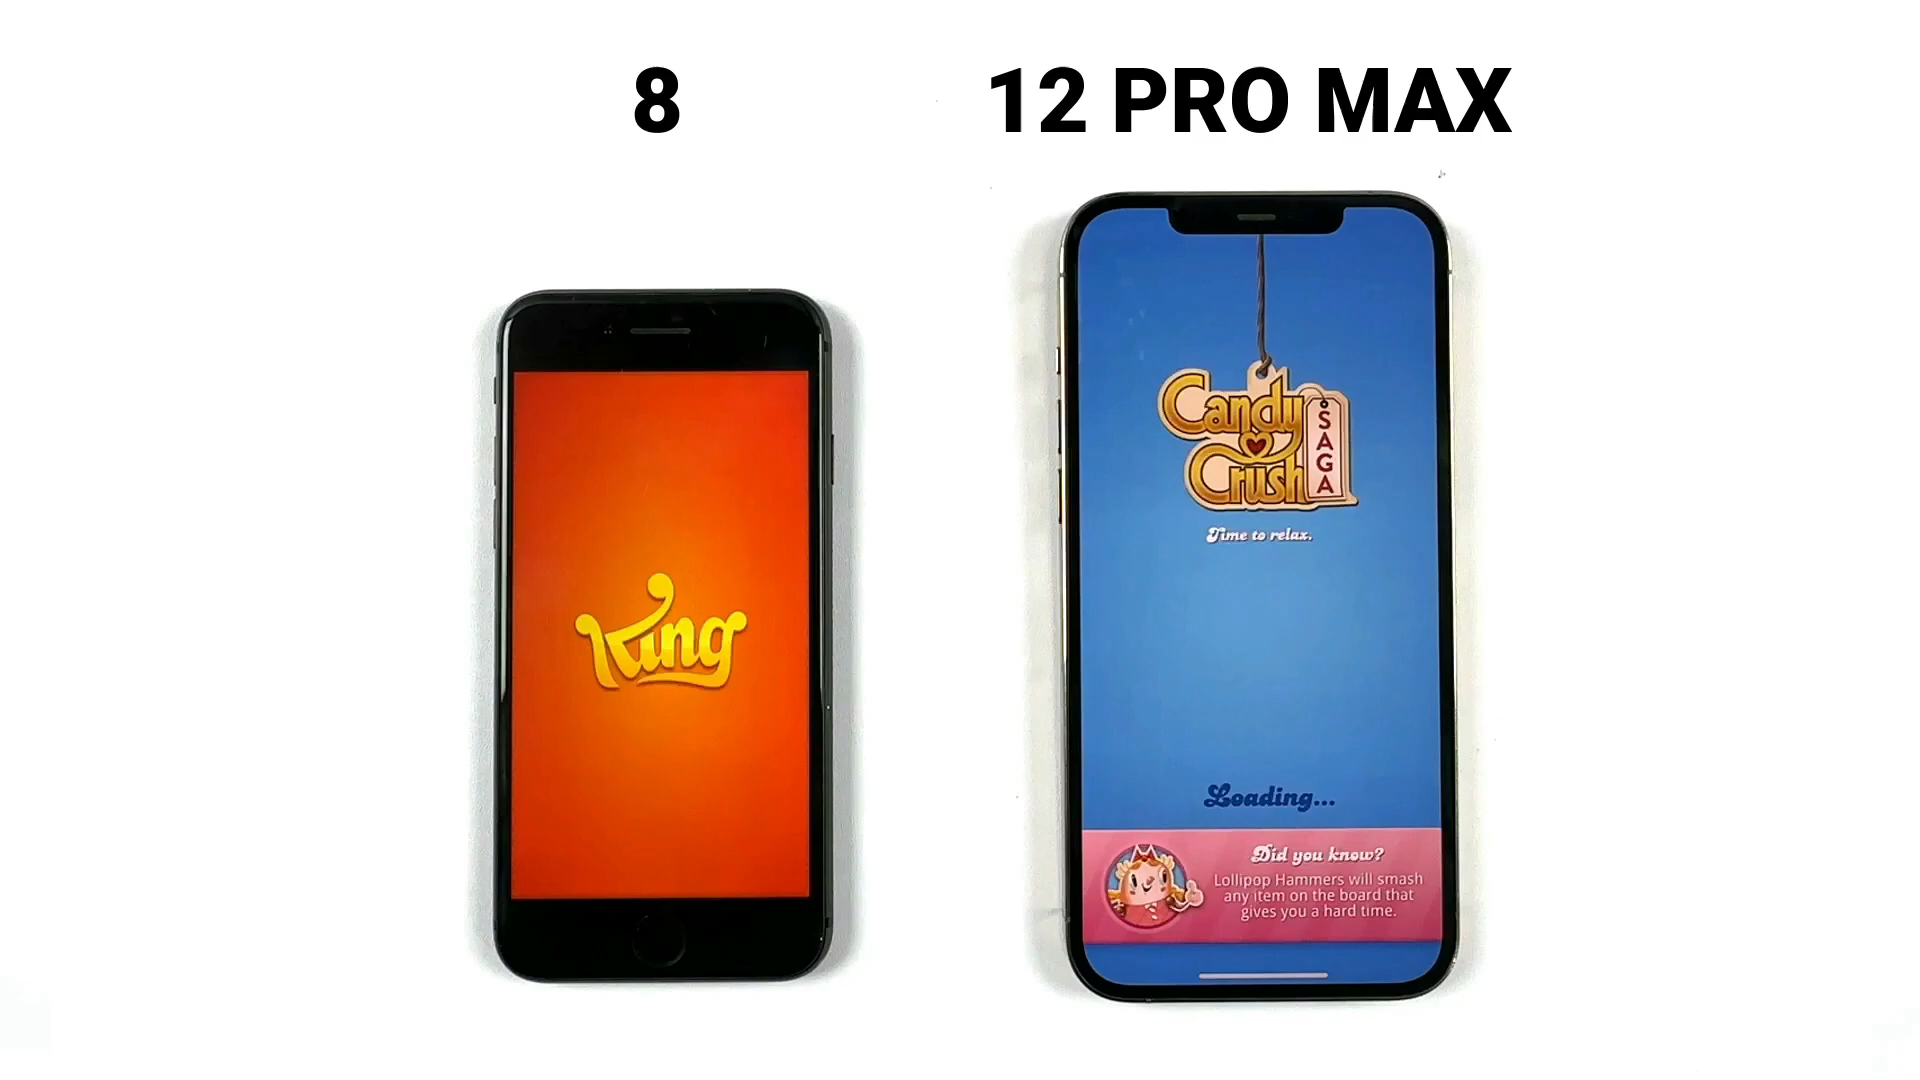 8
12 PRO MAX
King
Candy
Crush
SAGA
Time to relax.
Loading...
Did you know?
Lollipop Hammers will smash
any item on the board that
gives you a hard time.